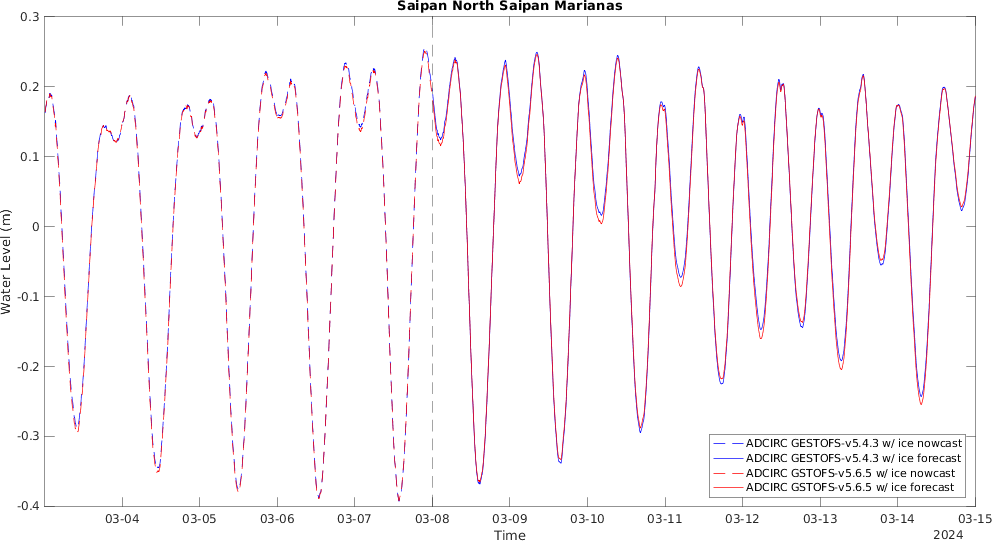 Saipan North Saipan Marianas
0.3
0.2
0.1
0
-0.1
-0.2
-0.3
-0.4
Water Level (m)
ADCIRC GESTOFS-v5.4.3 w/ ice nowcast
ADCIRC GESTOFS-v5.4.3 w/ ice forecast
ADCIRC GSTOFS-v5.6.5 w/ ice nowcast
ADCIRC GSTOFS-v5.6.5 w/ ice forecast
03-04 03-05 03-06 03-07 03-08 03-09 03-10 03-11 03-12 03-13 03-14 03-15
Time
2024